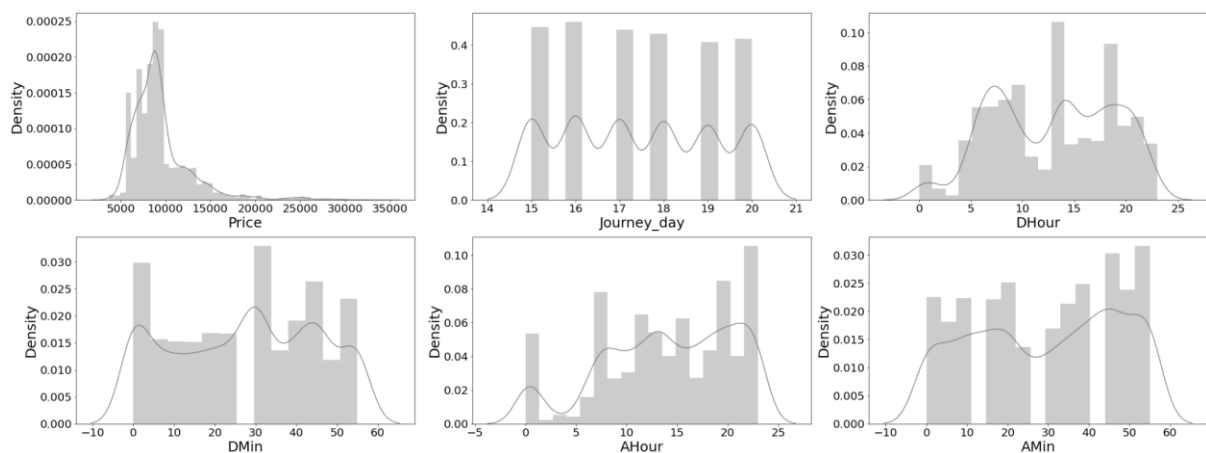 Density
0.00025
0.00020
0.00015
0.00010
0.00005
0.00000
5000 10000 15000 20000 25000 30000 35000
Price
Density
0.4
0.3
0.2
0.1
0.0
14 15 16 17 18 19 20 21
Journey_day
Density
0.10
0.08
0.06
0.04
0.02
0.00
0 5 10 15 20 25
DHour
Density
0.030
0.025
0.020
0.015
0.010
0.005
0.000
−10 0 10 20 30 40 50 60
DMin
Density
0.10
0.08
0.06
0.04
0.02
0.00
−5 0 5 10 15 20 25
AHour
Density
0.030
0.025
0.020
0.015
0.010
0.005
0.000
−10 0 10 20 30 40 50 60
AMin